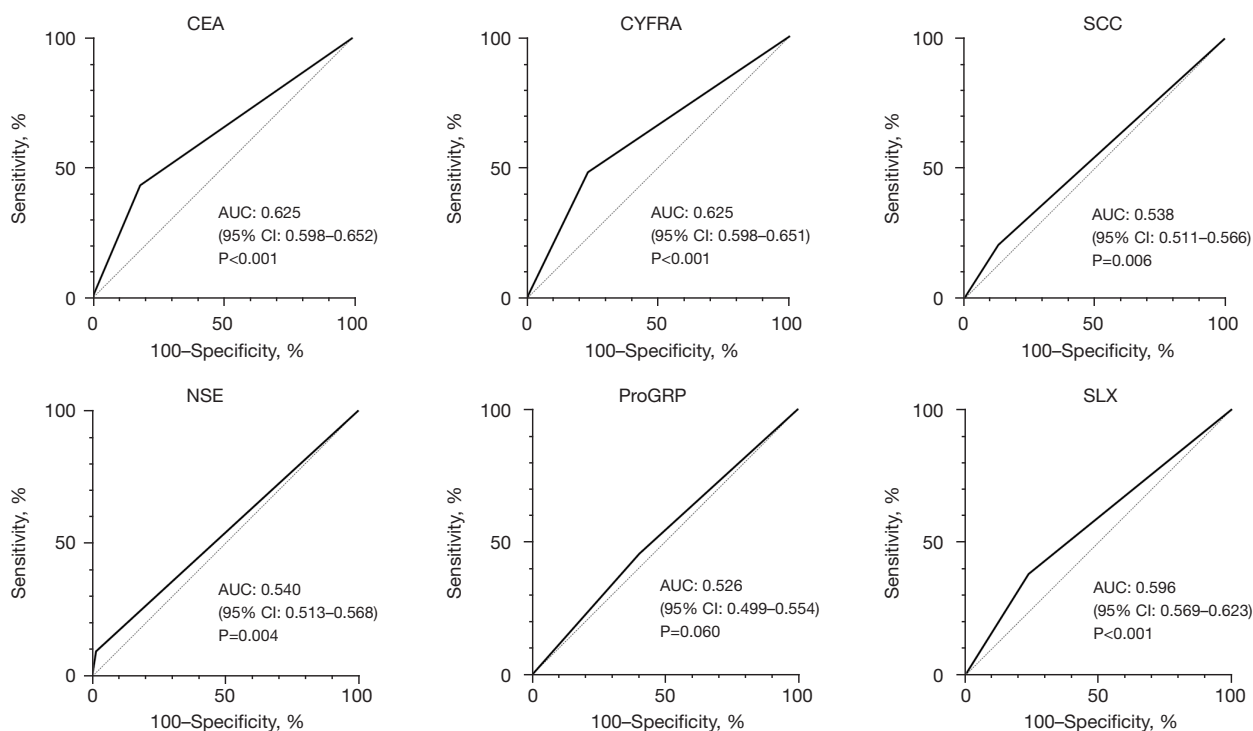 CEA
100
50
0
Sensitivity, %
AUC: 0.625
(95% CI: 0.598–0.652)
P<0.001
0
50
100
100–Specificity, %
CYFRA
100
50
0
Sensitivity, %
AUC: 0.625
(95% CI: 0.598–0.651)
P<0.001
0
50
100
100–Specificity, %
SCC
100
50
0
Sensitivity, %
AUC: 0.538
(95% CI: 0.511–0.566)
P=0.006
0
50
100
100–Specificity, %
NSE
100
50
0
Sensitivity, %
AUC: 0.540
(95% CI: 0.513–0.568)
P=0.004
0
50
100
100–Specificity, %
ProGRP
100
50
0
Sensitivity, %
AUC: 0.526
(95% CI: 0.499–0.554)
P=0.060
0
50
100
100–Specificity, %
SLX
100
50
0
Sensitivity, %
AUC: 0.596
(95% CI: 0.569–0.623)
P<0.001
0
50
100
100–Specificity, %